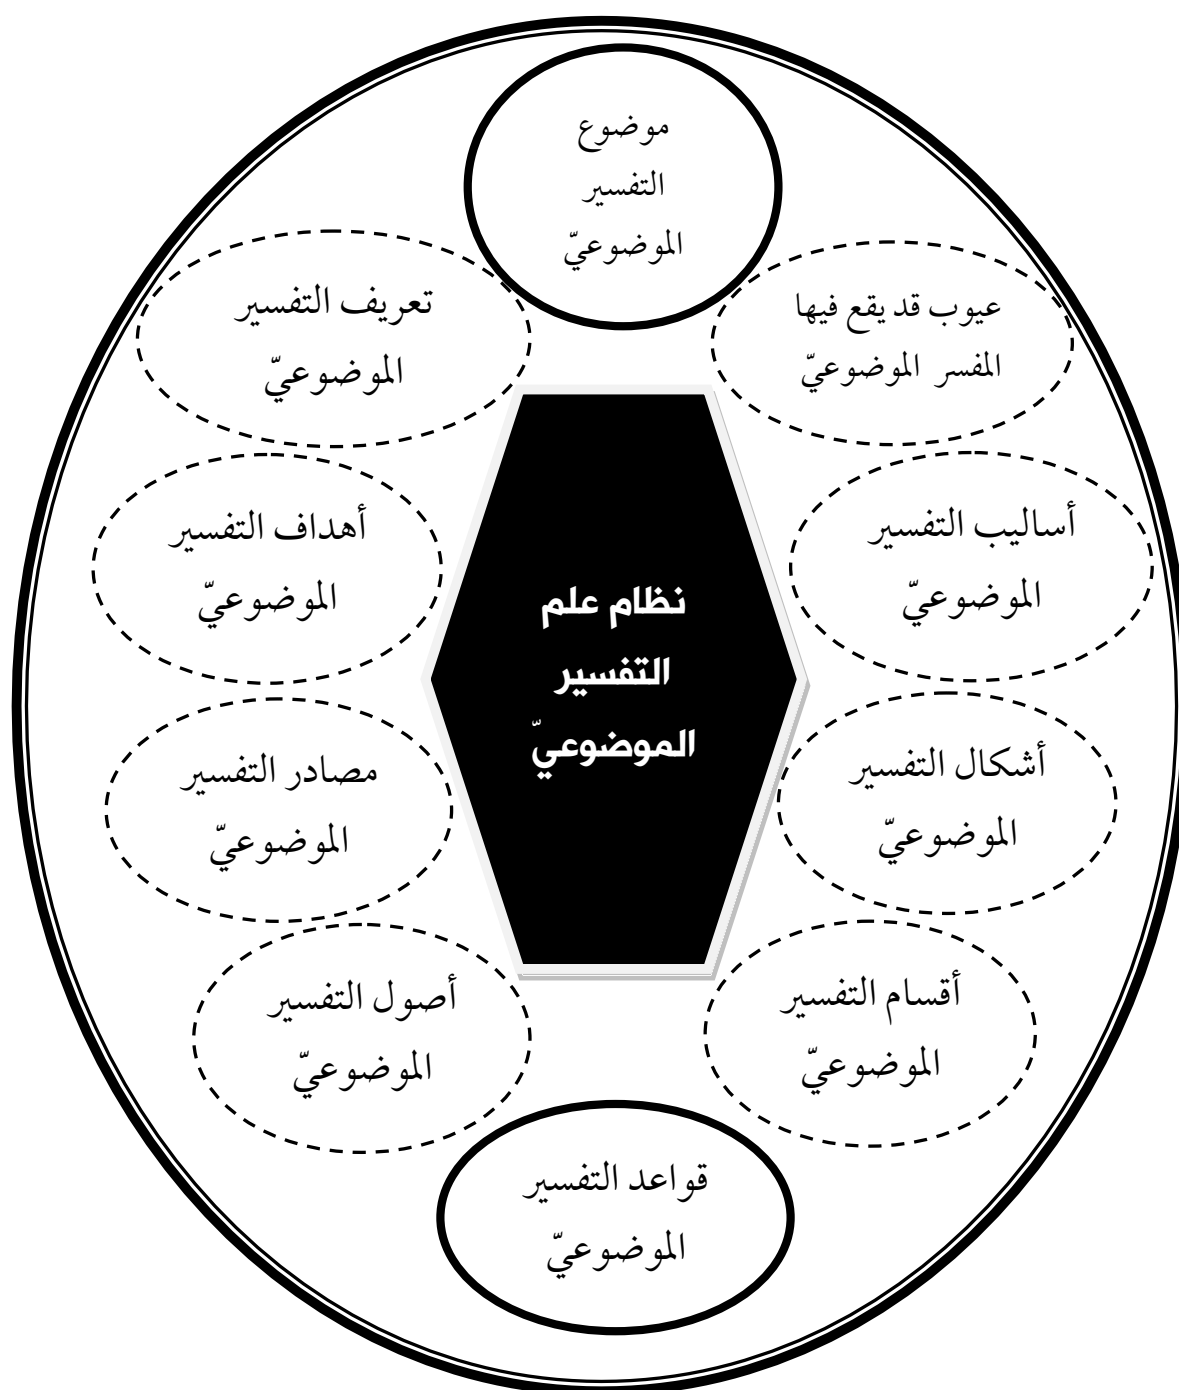 موضوع
التفسير
الموضوعيّ
عيوب قد يقع فيها
المفسر الموضوعيّ
تعريف التفسير
الموضوعيّ
أساليب التفسير
الموضوعيّ
أهداف التفسير
الموضوعيّ
نظام علم
التفسير
الموضوعيّ
أشكال التفسير
الموضوعيّ
مصادر التفسير
الموضوعيّ
أقسام التفسير
الموضوعيّ
أصول التفسير
الموضوعيّ
قواعد التفسير
الموضوعيّ